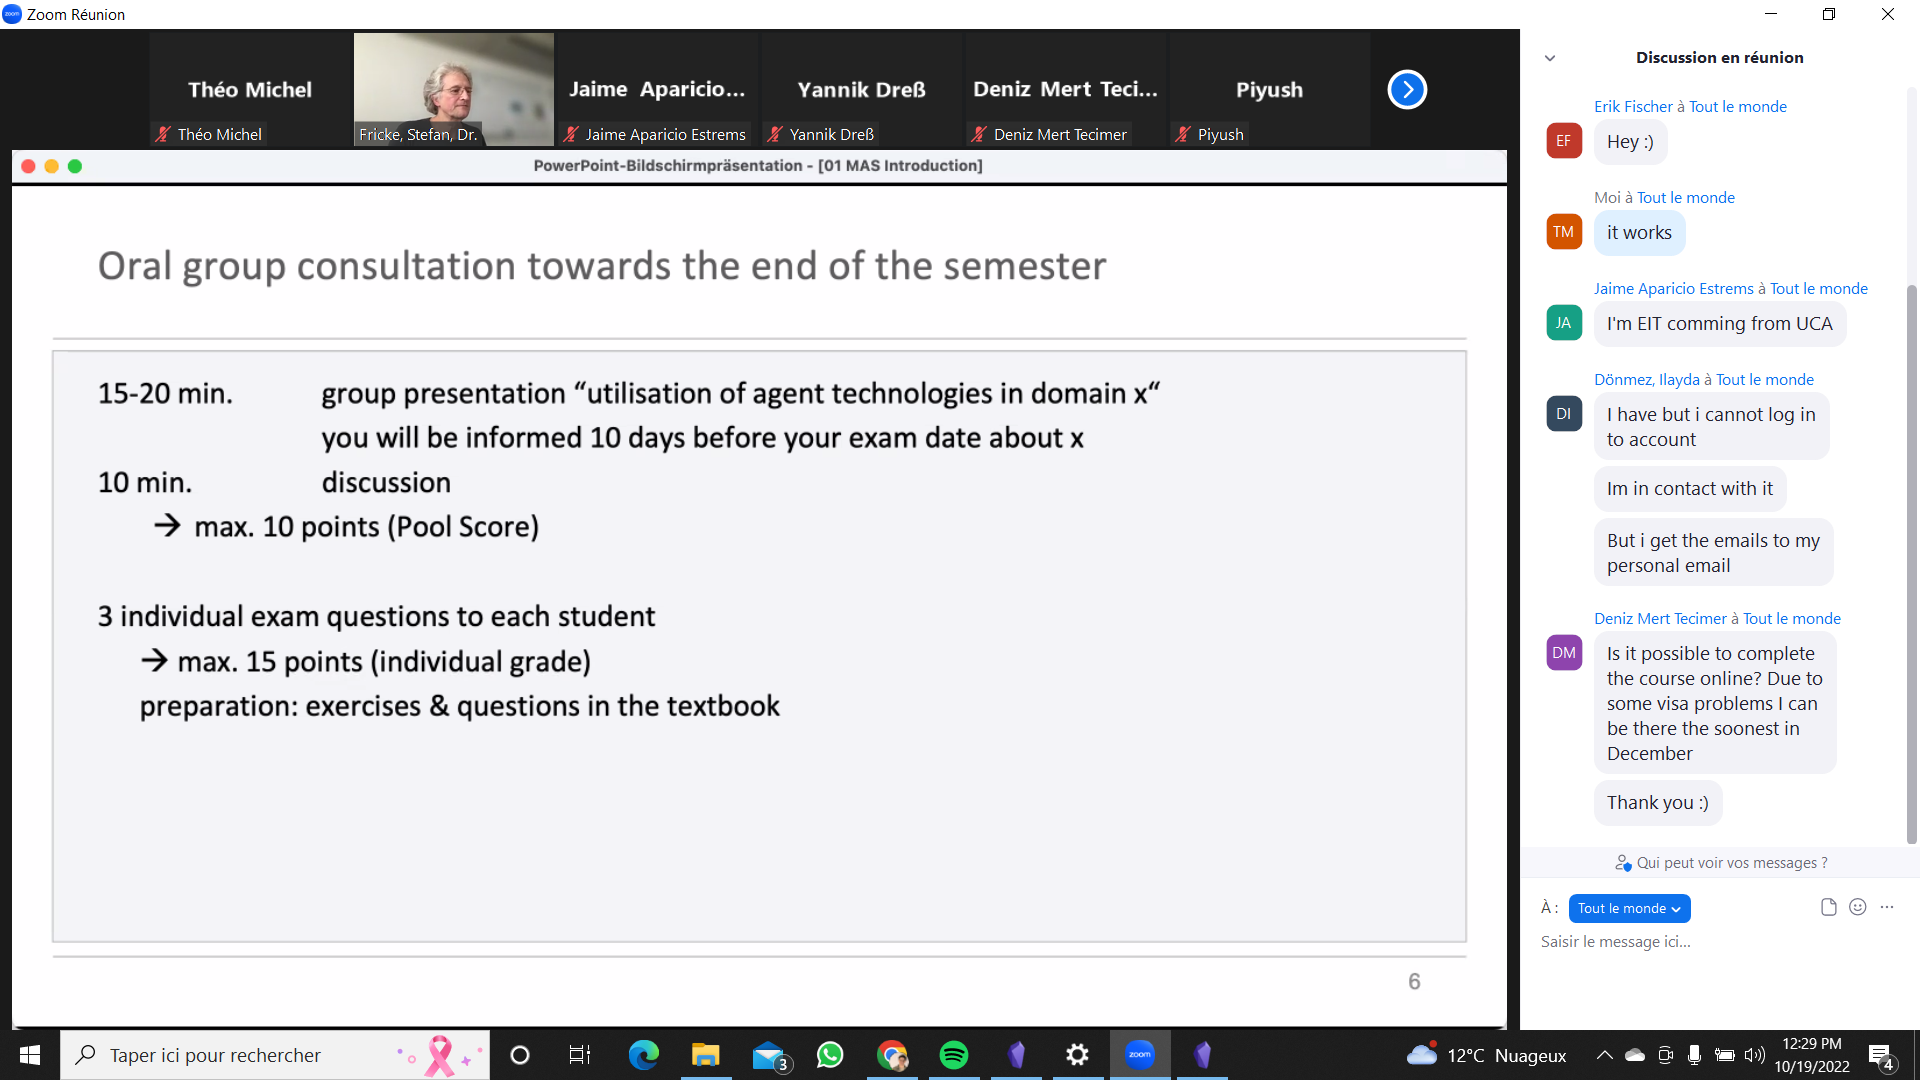 Zoom Réunion
Théo Michel
Jaime Aparicio...
Yannik Dreß
Deniz Mert Teci...
Piyush
Théo Michel
Fricke, Stefan, Dr.
Jaime Aparicio Estrems
Yannik Dreß
Deniz Mert Tecimer
Piyush
PowerPoint-Bildschirmpräsentation - [01 MAS Introduction]
Oral group consultation towards the end of the semester
15-20 min. group presentation “utilisation of agent technologies in domain x“
you will be informed 10 days before your exam date about x
10 min. discussion
→ max. 10 points (Pool Score)
3 individual exam questions to each student
→ max. 15 points (individual grade)
preparation: exercises & questions in the textbook
6
Discussion en réunion
Erik Fischer à Tout le monde
EF
Hey :)
Moi à Tout le monde
TM
it works
Jaime Aparicio Estrems à Tout le monde
JA
I'm EIT comming from UCA
Dönmez, Ilayda à Tout le monde
DI
I have but i cannot log in
to account
Im in contact with it
But i get the emails to my
personal email
Deniz Mert Tecimer à Tout le monde
DM
Is it possible to complete
the course online? Due to
some visa problems I can
be there the soonest in
December
Thank you :)
Qui peut voir vos messages ?
À : Tout le monde
Saisir le message ici...
Taper ici pour rechercher
3
zoom
12°C Nuageux
12:29 PM
10/19/2022
4